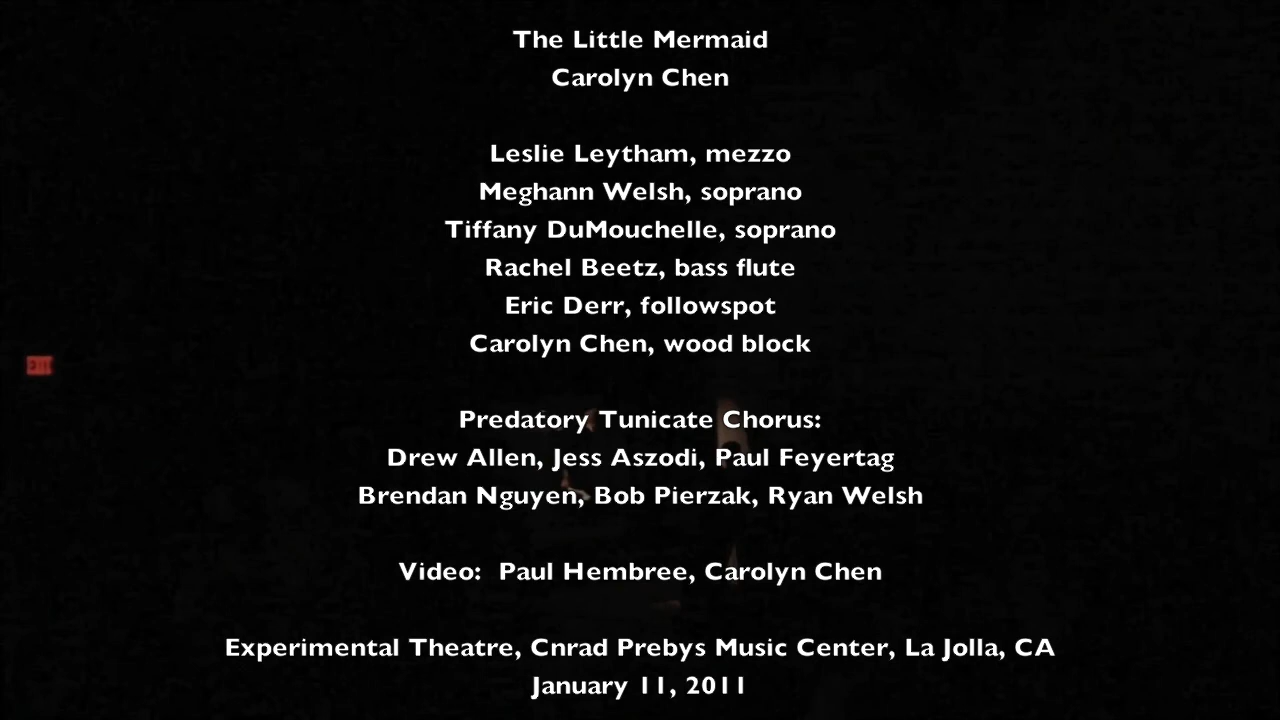 The Little Mermaid
Carolyn Chen
Leslie Leytham, mezzo
Meghann Welsh, soprano
Tiffany DuMouchelle, soprano
Rachel Beetz, bass flute
Eric Derr, followspot
Carolyn Chen, wood block
Predatory Tunicate Chorus:
Drew Allen, Jess Aszodi, Paul Feyertag
Brendan Nguyen, Bob Pierzak, Ryan Welsh
Video:  Paul Hembree, Carolyn Chen
Experimental Theatre, Cnrad Prebys Music Center, La Jolla, CA
January 11, 2011